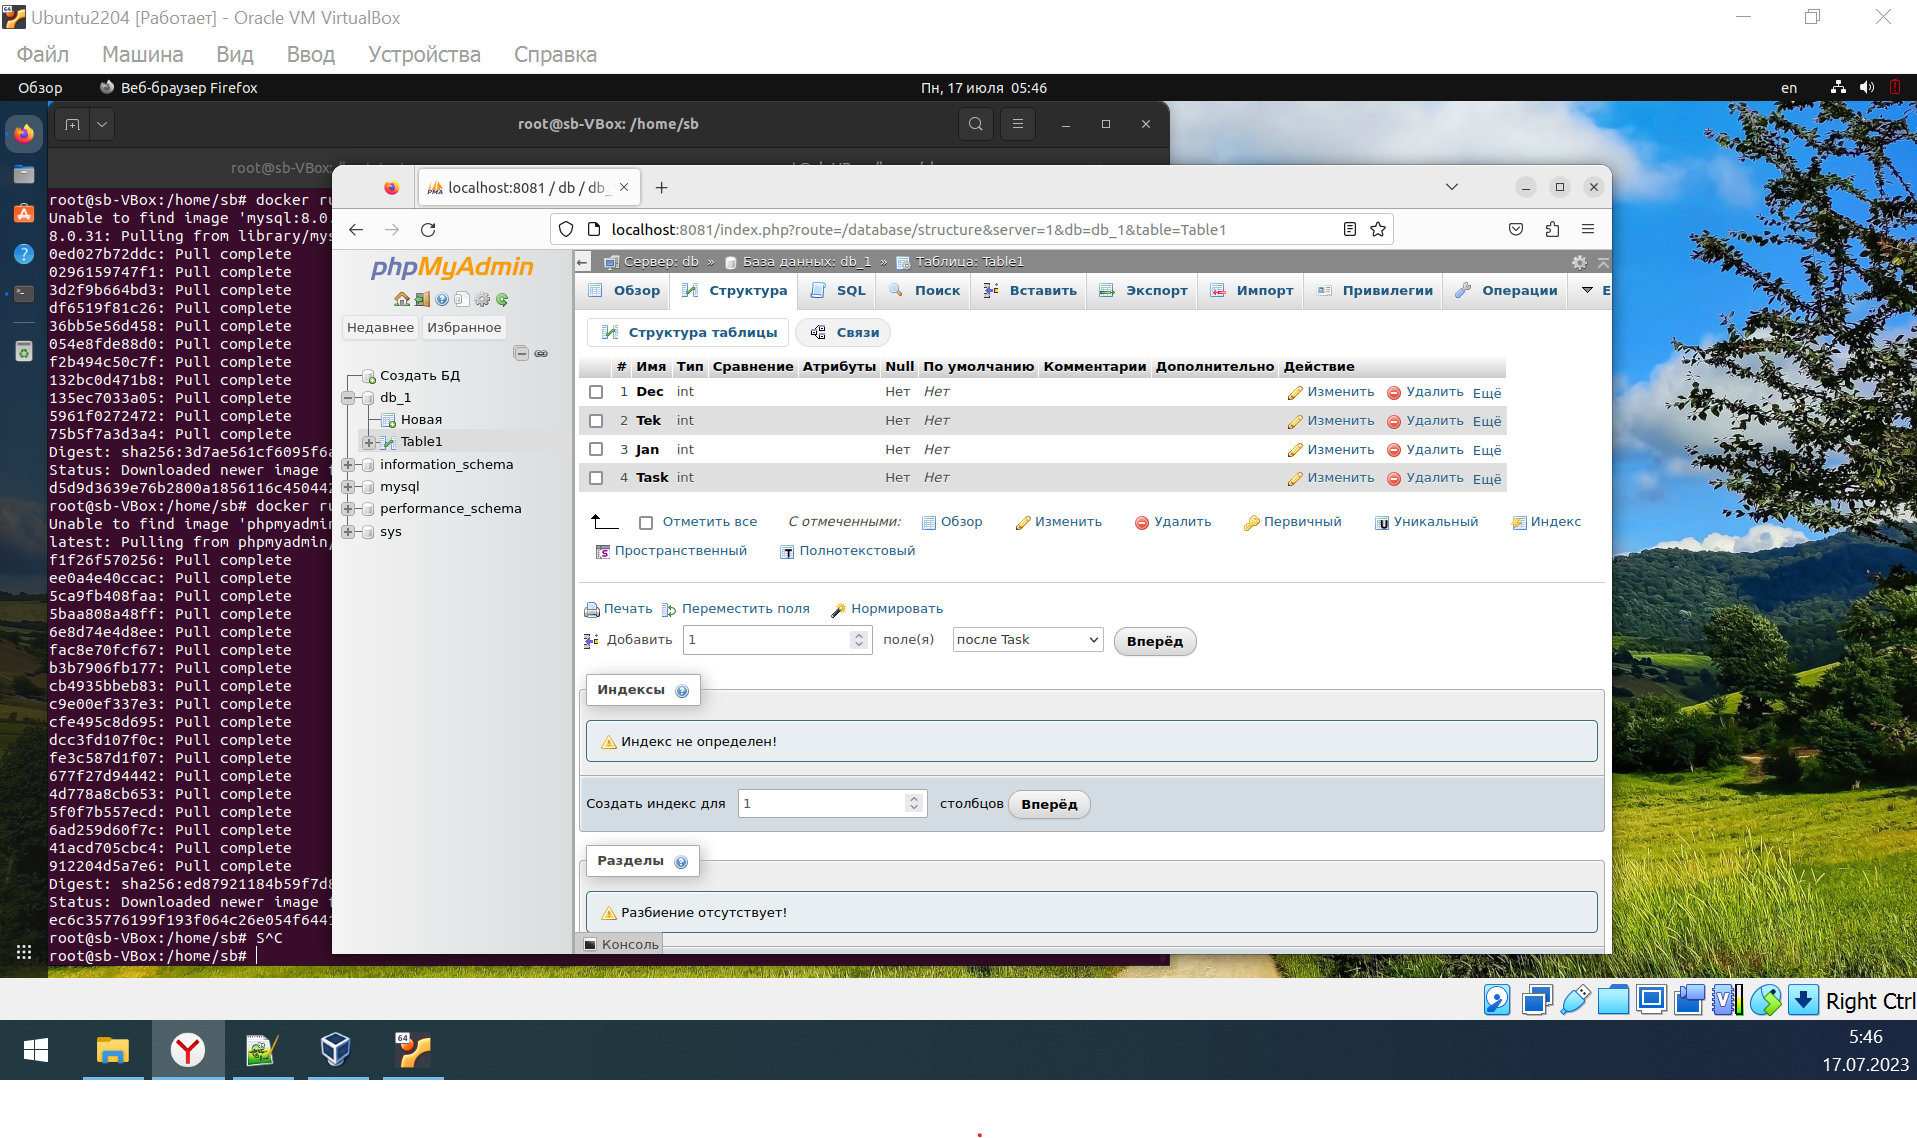 Ubuntu2204 [Работает] - Oracle VM VirtualBox
Файл Машина Вид Ввод Устройства Справка
Обзор Веб-браузер Firefox Пн, 17 июля 05:46 en
root@sb-VBox: /home/sb
root@sb-VBox:
root@sb-VBox:/home/sb# docker ru
Unable to find image 'mysql:8.0.
8.0.31: Pulling from library/mys
0ed027b72ddc: Pull complete
0296159747f1: Pull complete
3d2f9b664bd3: Pull complete
df6519f81c26: Pull complete
36bb5e56d458: Pull complete
054e8fde88d0: Pull complete
f2b494c50c7f: Pull complete
132bc0d471b8: Pull complete
135ec7033a05: Pull complete
5961f0272472: Pull complete
75b5f7a3d3a4: Pull complete
Digest: sha256:3d7ae561cf6095f6a
Status: Downloaded newer image f
d5d9d3639e76b2800a1856116c450442
root@sb-VBox:/home/sb# docker ru
Unable to find image 'phpmyadmin
latest: Pulling from phpmyadmin/
f1f26f570256: Pull complete
ee0a4e40ccac: Pull complete
5ca9fb408faa: Pull complete
5baa808a48ff: Pull complete
6e8d74e4d8ee: Pull complete
fac8e70fcf67: Pull complete
b3b7906fb177: Pull complete
cb4935bbeb83: Pull complete
c9e00ef337e3: Pull complete
cfe495c8d695: Pull complete
dcc3fd107f0c: Pull complete
fe3c587d1f07: Pull complete
677f27d94442: Pull complete
4d778a8cb653: Pull complete
5f0f7b557ecd: Pull complete
6ad259d60f7c: Pull complete
41acd705cbc4: Pull complete
912204d5a7e6: Pull complete
Digest: sha256:ed87921184b59f7d8
Status: Downloaded newer image f
ec6c35776199f193f064c26e054f6441
root@sb-VBox:/home/sb# S^C
root@sb-VBox:/home/sb#
PMA localhost:8081 / db / db_
localhost:8081/index.php?route=/database/structure&server=1&db=db_1&table=Table1
phpMyAdmin
Недавнее Избранное
Создать БД
db_1
Новая
Table1
information_schema
mysql
performance_schema
sys
Сервер: db » База данных: db_1 » Таблица: Table1
Обзор Структура SQL Поиск Вставить Экспорт Импорт Привилегии Операции Е
Структура таблицы Связи
# Имя Тип Сравнение Атрибуты Null По умолчанию Комментарии Дополнительно Действие
1 Dec int Нет Нет Изменить Удалить Ещё
2 Tek int Нет Нет Изменить Удалить Ещё
3 Jan int Нет Нет Изменить Удалить Ещё
4 Task int Нет Нет Изменить Удалить Ещё
Отметить все С отмеченными: Обзор Изменить Удалить Первичный Уникальный Индекс
Пространственный Полнотекстовый
Печать Переместить поля Нормировать
Добавить 1 поле(я) после Task Вперёд
Индексы
Индекс не определен!
Создать индекс для 1 столбцов Вперёд
Разделы
Разбиение отсутствует!
Консоль
Right Ctrl
64
5:46
17.07.2023